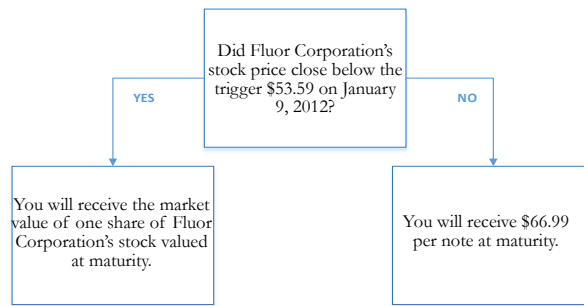 Did Fluor Corporation's
stock price close below the
trigger $53.59 on January
9, 2012?
YES
NO
You will receive the market
value of one share of Fluor
Corporation's stock valued
at maturity.
You will receive $66.99
per note at maturity.